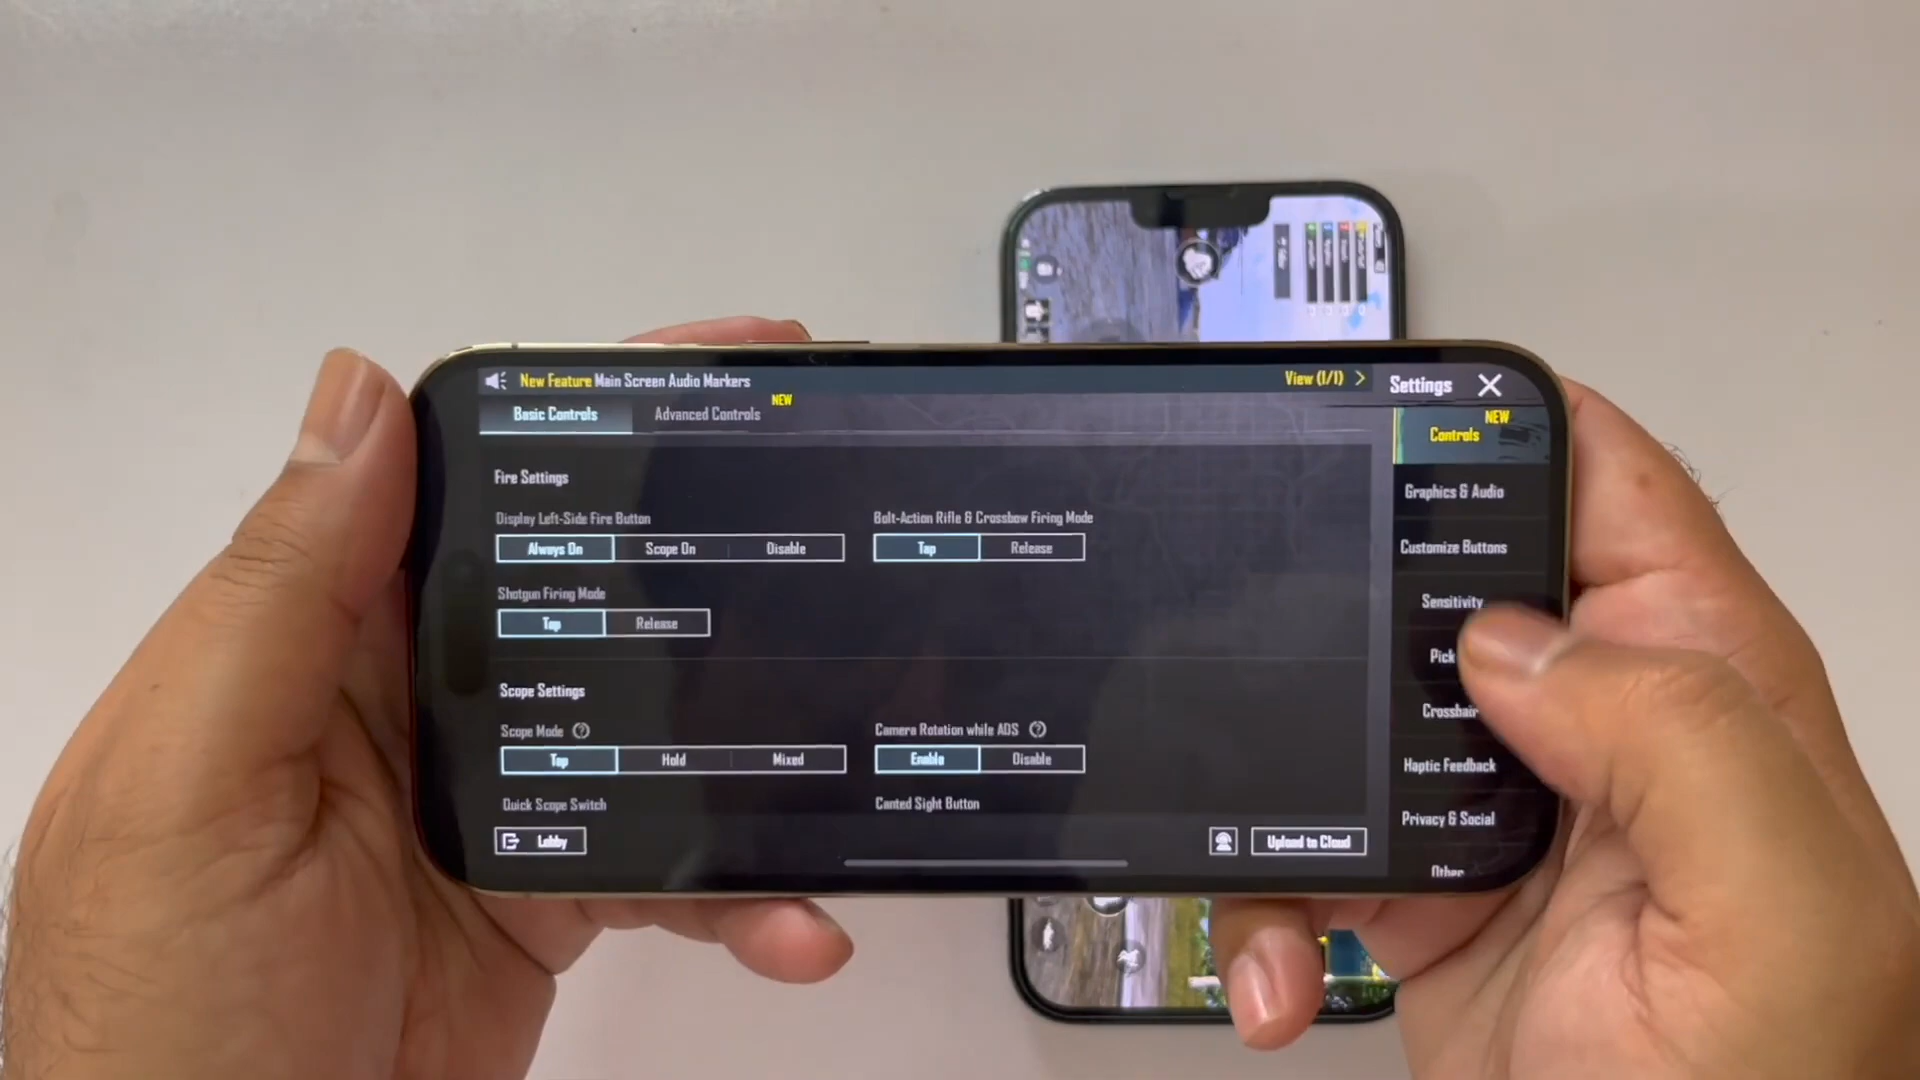 New Feature Main Screen Audio Markers
View (1/1)
Settings
Basic Controls
Advanced Controls
NEW
NEW
Controls
Graphics & Audio
Customize Buttons
Sensitivity
Pick
Crosshair
Haptic Feedback
Privacy & Social
Other
Fire Settings
Display Left-Side Fire Button
Always On
Scope On
Disable
Bolt-Action Rifle & Crossbow Firing Mode
Tap
Release
Shotgun Firing Mode
Tap
Release
Scope Settings
Scope Mode
Tap
Hold
Mixed
Camera Rotation while ADS
Enable
Disable
Quick Scope Switch
Canted Sight Button
Lobby
Upload to Cloud